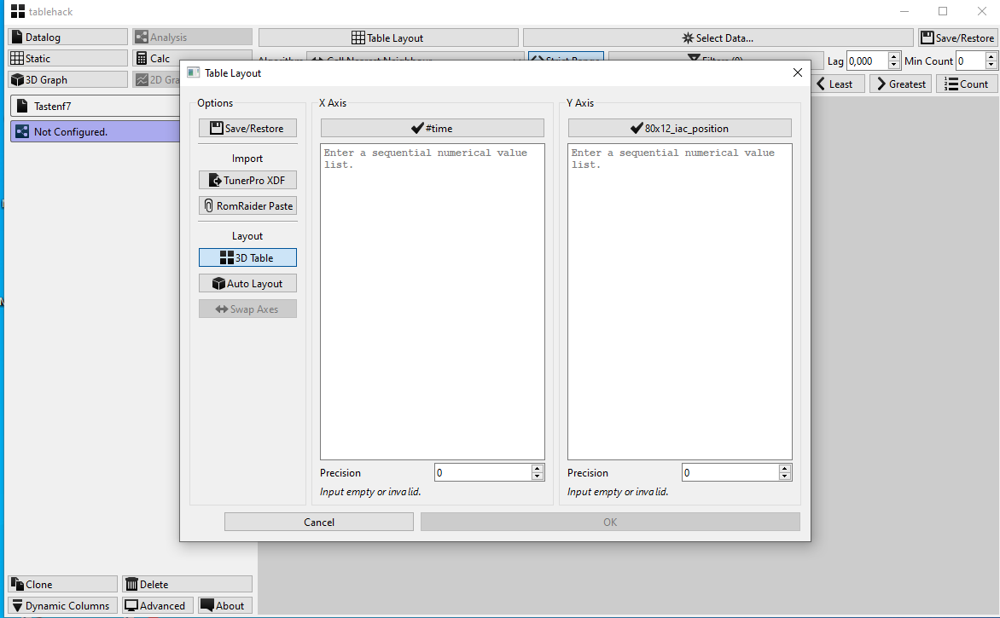 tablehack
Datalog
Analysis
Table Layout
Select Data...
Save/Restore
Static
Calc
Algorithm
Cell Nearest Neighbour
Strict Range
Filters (0)
Lag 0,000
Min Count 0
3D Graph
2D Gra
Least
Greatest
Count
Tastenf7
Not Configured.
Table Layout
Options
Save/Restore
Import
TunerPro XDF
RomRaider Paste
Layout
3D Table
Auto Layout
Swap Axes
X Axis
#time
Enter a sequential numerical value
list.
Precision 0
Input empty or invalid.
Y Axis
80x12_iac_position
Enter a sequential numerical value
list.
Precision 0
Input empty or invalid.
Cancel
OK
Clone
Delete
Dynamic Columns
Advanced
About